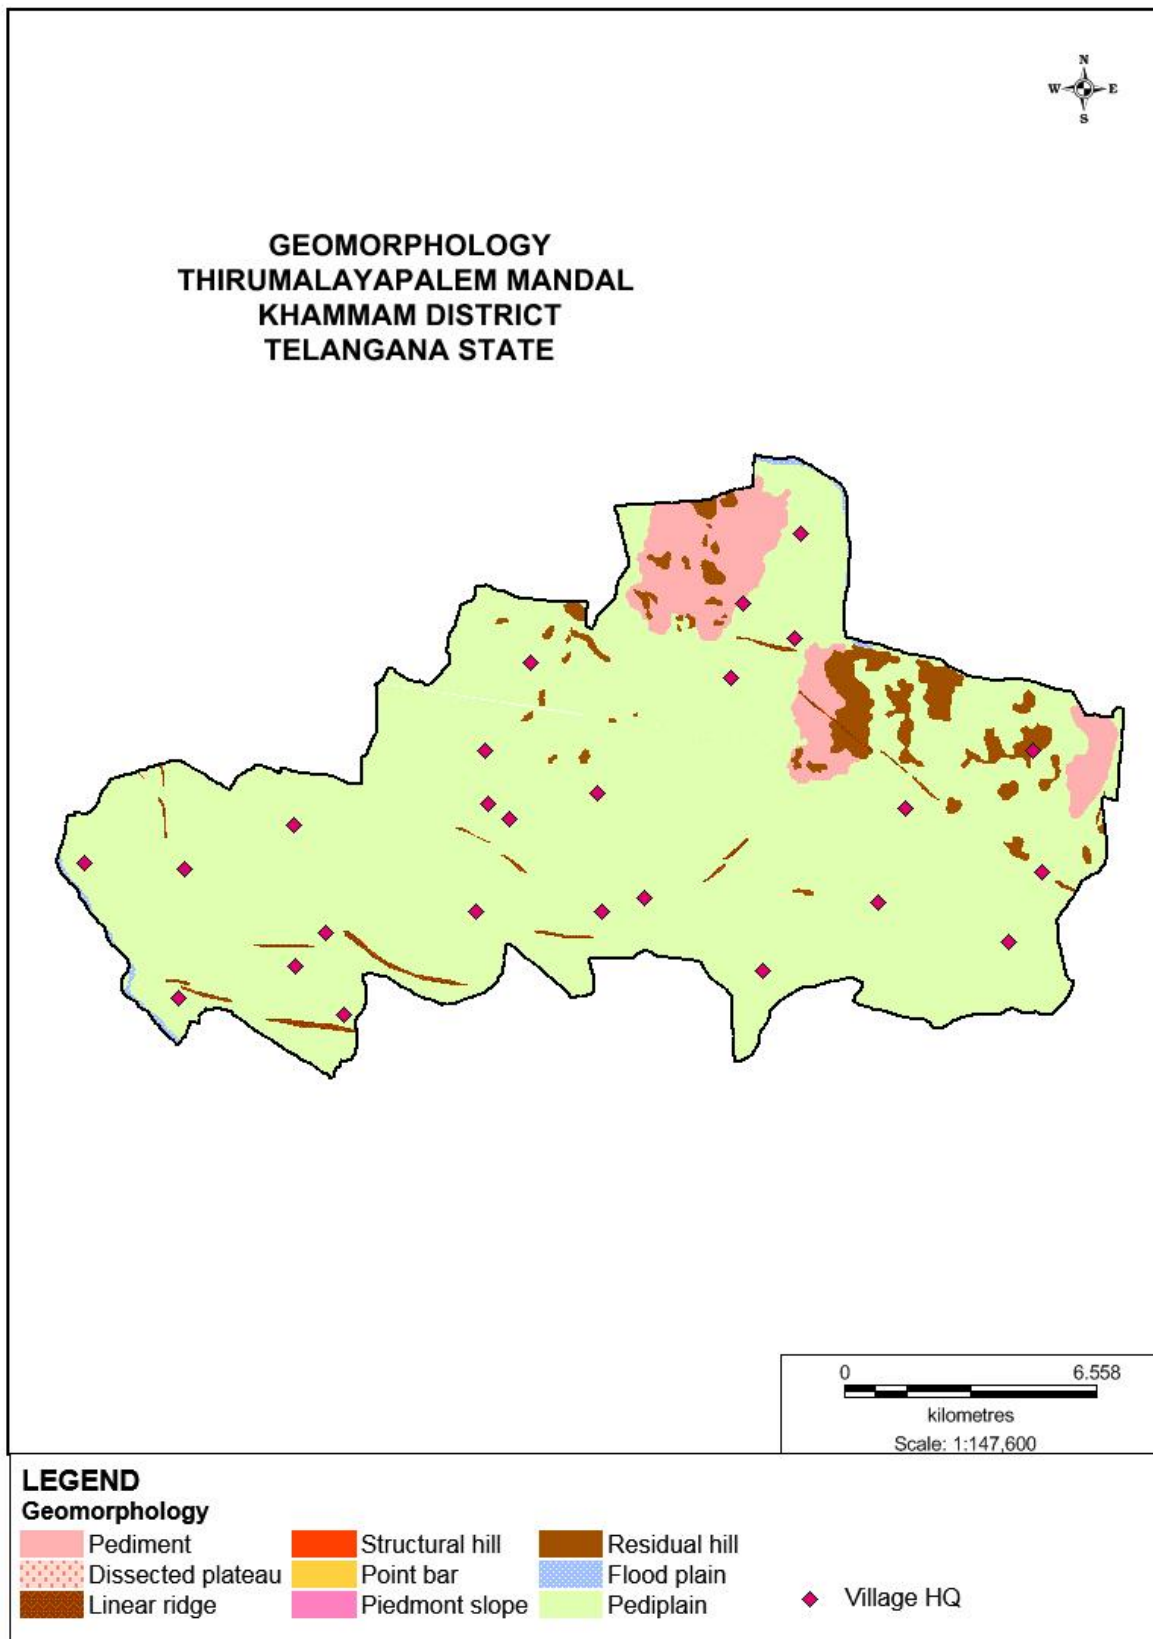 N
W E
S
GEOMORPHOLOGY
THIRUMALAYAPALEM MANDAL
KHAMMAM DISTRICT
TELANGANA STATE
0 6.558
kilometres
Scale: 1:147,600
LEGEND
Geomorphology
Pediment Structural hill Residual hill
Dissected plateau Point bar Flood plain
Linear ridge Piedmont slope Pediplain
Village HQ